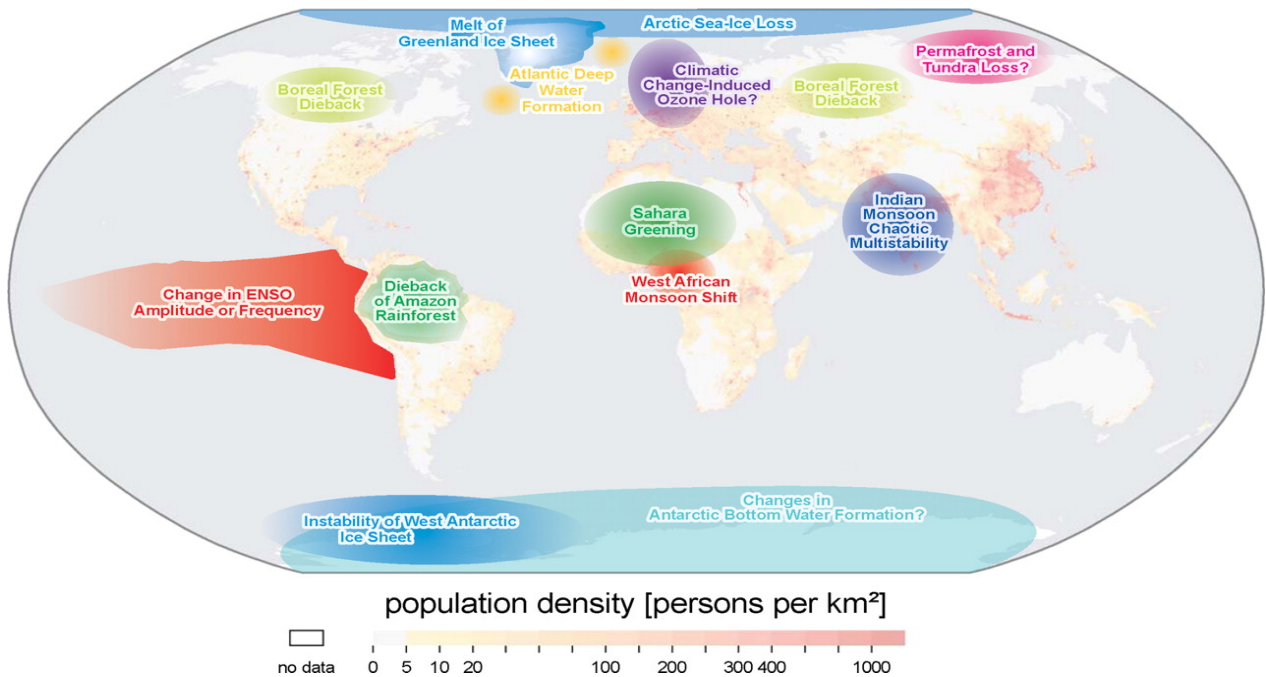 Melt of
Greenland Ice Sheet
Arctic Sea-Ice Loss
Atlantic Deep
Water
Formation
Climatic
Change-Induced
Ozone Hole?
Permafrost and
Tundra Loss?
Boreal Forest
Dieback
Boreal Forest
Dieback
Sahara
Greening
Indian
Monsoon
Chaotic
Multistability
West African
Monsoon Shift
Change in ENSO
Amplitude or Frequency
Dieback
of Amazon
Rainforest
Instability of West Antarctic
Ice Sheet
Changes in
Antarctic Bottom Water Formation?
population density [persons per km²]
no data 0 5 10 20 100 200 300 400 1000